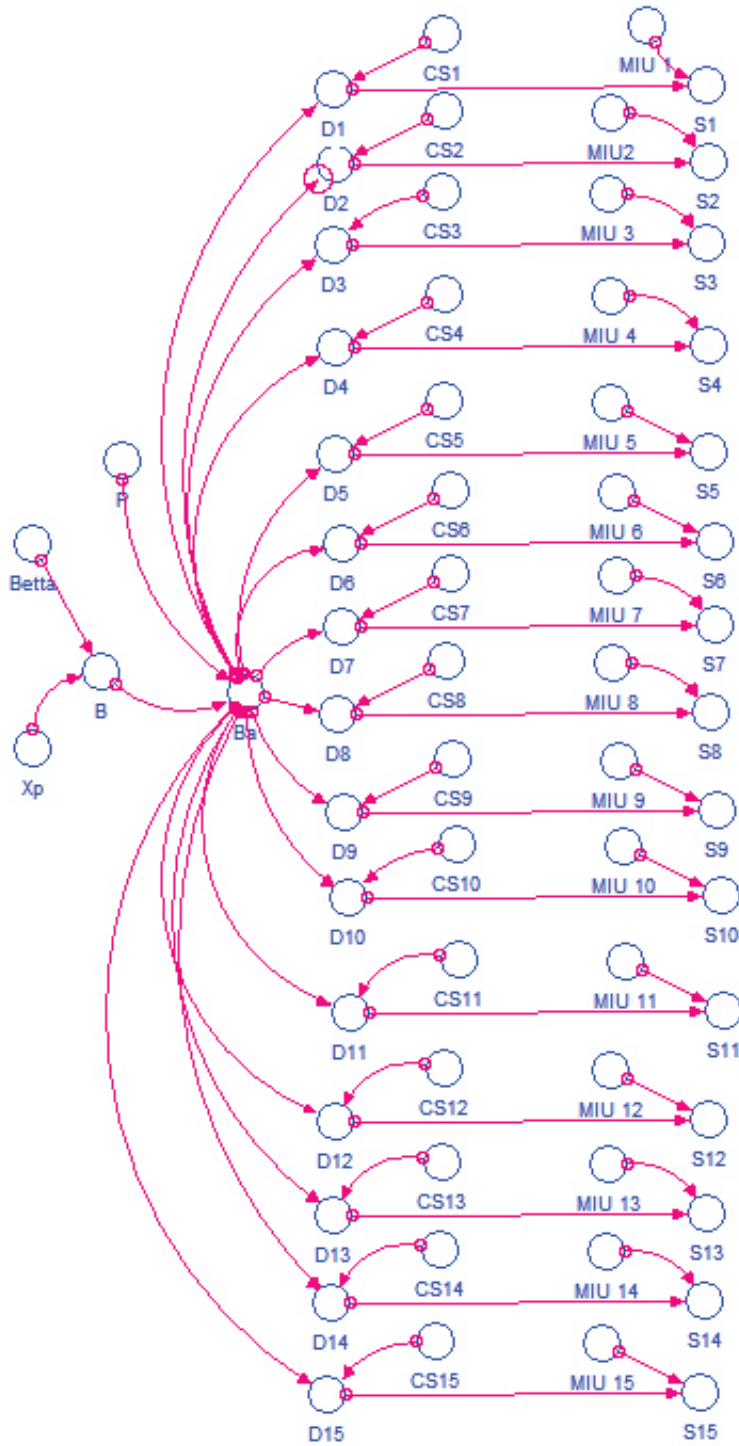 CS1
MIU 1
D1
S1
CS2
MIU2
D2
S2
CS3
MIU 3
D3
S3
CS4
MIU 4
D4
S4
CS5
MIU 5
D5
S5
P
CS6
MIU 6
D6
S6
Betta
CS7
MIU 7
D7
S7
B
CS8
MIU 8
Ba
D8
S8
Xp
CS9
MIU 9
D9
S9
CS10
MIU 10
D10
S10
CS11
MIU 11
D11
S11
CS12
MIU 12
D12
S12
CS13
MIU 13
D13
S13
CS14
MIU 14
D14
S14
CS15
MIU 15
D15
S15